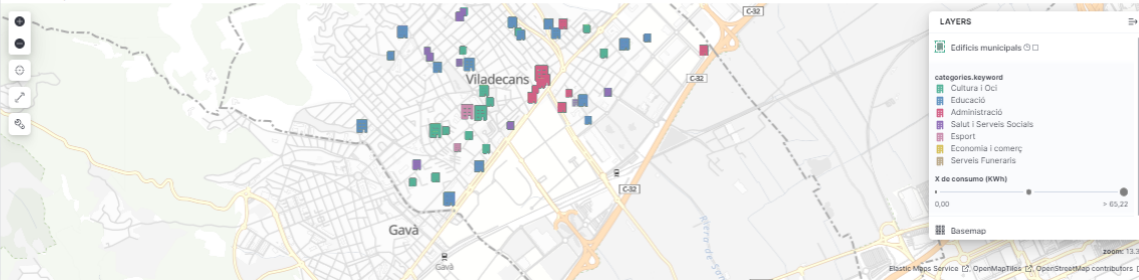 C-32
LAYERS
Edificis municipals
Viladecans
C-32
categories.keyword
Cultura i Oci
Educació
Administració
Salut i Serveis Socials
Esport
Economia i comerç
Serveis Funeraris
X de consumo (KWh)
C-32
0,00
> 65,22
Gavà
Basemap
zoom: 13.3
Gavà
Elastic Maps Service, OpenMapTiles, OpenStreetMap contributors